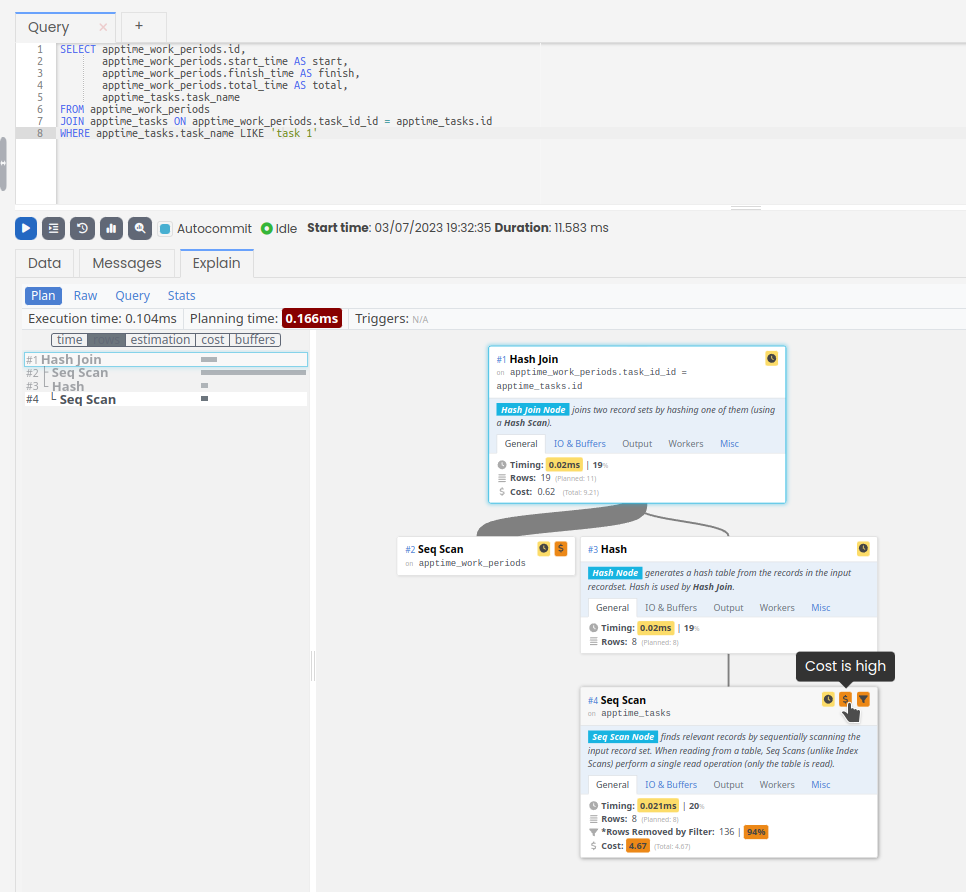 Query ×
+
1 SELECT apptime_work_periods.id,
2 apptime_work_periods.start_time AS start,
3 apptime_work_periods.finish_time AS finish,
4 apptime_work_periods.total_time AS total,
5 apptime_tasks.task_name
6 FROM apptime_work_periods
7 JOIN apptime_tasks ON apptime_work_periods.task_id_id = apptime_tasks.id
8 WHERE apptime_tasks.task_name LIKE 'task 1'
Autocommit Idle Start time: 03/07/2023 19:32:35 Duration: 11.583 ms
Data Messages Explain
Plan Raw Query Stats
Execution time: 0.104ms Planning time: 0.166ms Triggers: N/A
time rows estimation cost buffers
#1 Hash Join
#2 ├ Seq Scan
#3 └ Hash
#4 └ Seq Scan
#1 Hash Join
on apptime_work_periods.task_id_id =
apptime_tasks.id
Hash Join Node joins two record sets by hashing one of them (using
a Hash Scan).
General IO & Buffers Output Workers Misc
Timing: 0.02ms | 19%
Rows: 19 (Planned: 11)
$ Cost: 0.62 (Total: 9.21)
#2 Seq Scan $
on apptime_work_periods
#3 Hash
Hash Node generates a hash table from the records in the input
recordset. Hash is used by Hash Join.
General IO & Buffers Output Workers Misc
Timing: 0.02ms | 19%
Rows: 8 (Planned: 8)
Cost is high
#4 Seq Scan $
on apptime_tasks
Seq Scan Node finds relevant records by sequentially scanning the
input record set. When reading from a table, Seq Scans (unlike Index
Scans) perform a single read operation (only the table is read).
General IO & Buffers Output Workers Misc
Timing: 0.021ms | 20%
Rows: 8 (Planned: 8)
*Rows Removed by Filter: 136 | 94%
$ Cost: 4.67 (Total: 4.67)